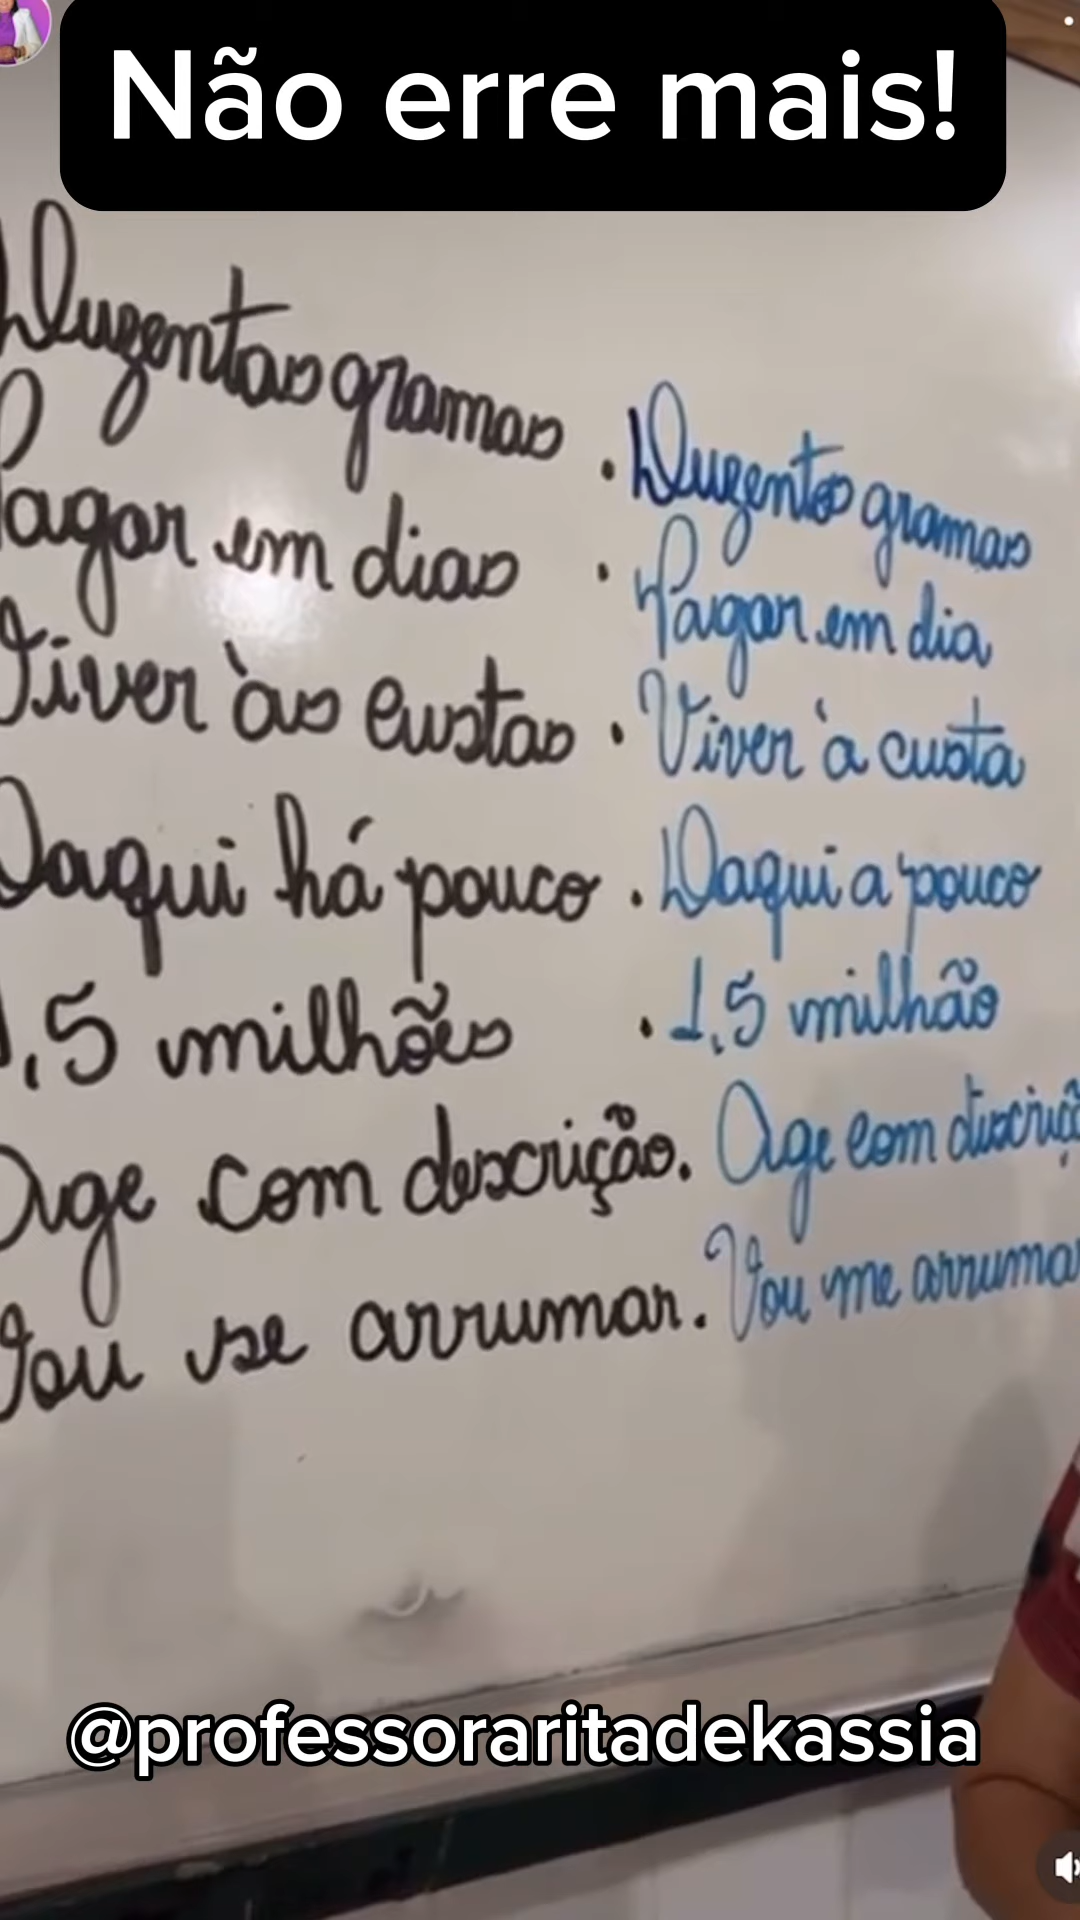 Não erre mais!
Duzentas gramas
Pagar em dias
Viver às custas
Daqui há pouco
1,5 milhões
Age com descrição.
Vou se arrumar.
. Duzentos gramas
. Pagar em dia
. Viver à custa
. Daqui a pouco
. 1,5 milhão
Age com discriçã
Vou me arrumar
@professoraritadekassia